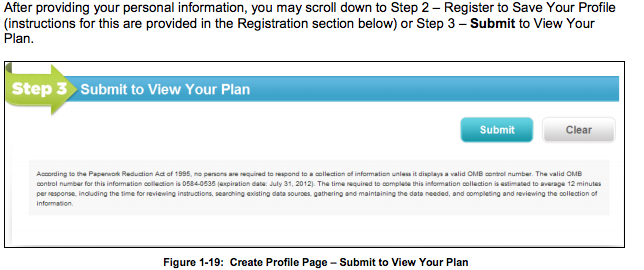 After providing your personal information, you may scroll down to Step 2 – Register to Save Your Profile
(instructions for this are provided in the Registration section below) or Step 3 – Submit to View Your
Plan.
Step 3 Submit to View Your Plan
Submit Clear
According to the Paperwork Reduction Act of 1995, no persons are required to respond to a collection of information unless it displays a valid OMB control number. The valid OMB
control number for this information collection is 0584-0535 (expiration date: July 31, 2012). The time required to complete this information collection is estimated to average 12 minutes
per response, including the time for reviewing instructions, searching existing data sources, gathering and maintaining the data needed, and completing and reviewing the collection of
information.
Figure 1-19: Create Profile Page – Submit to View Your Plan